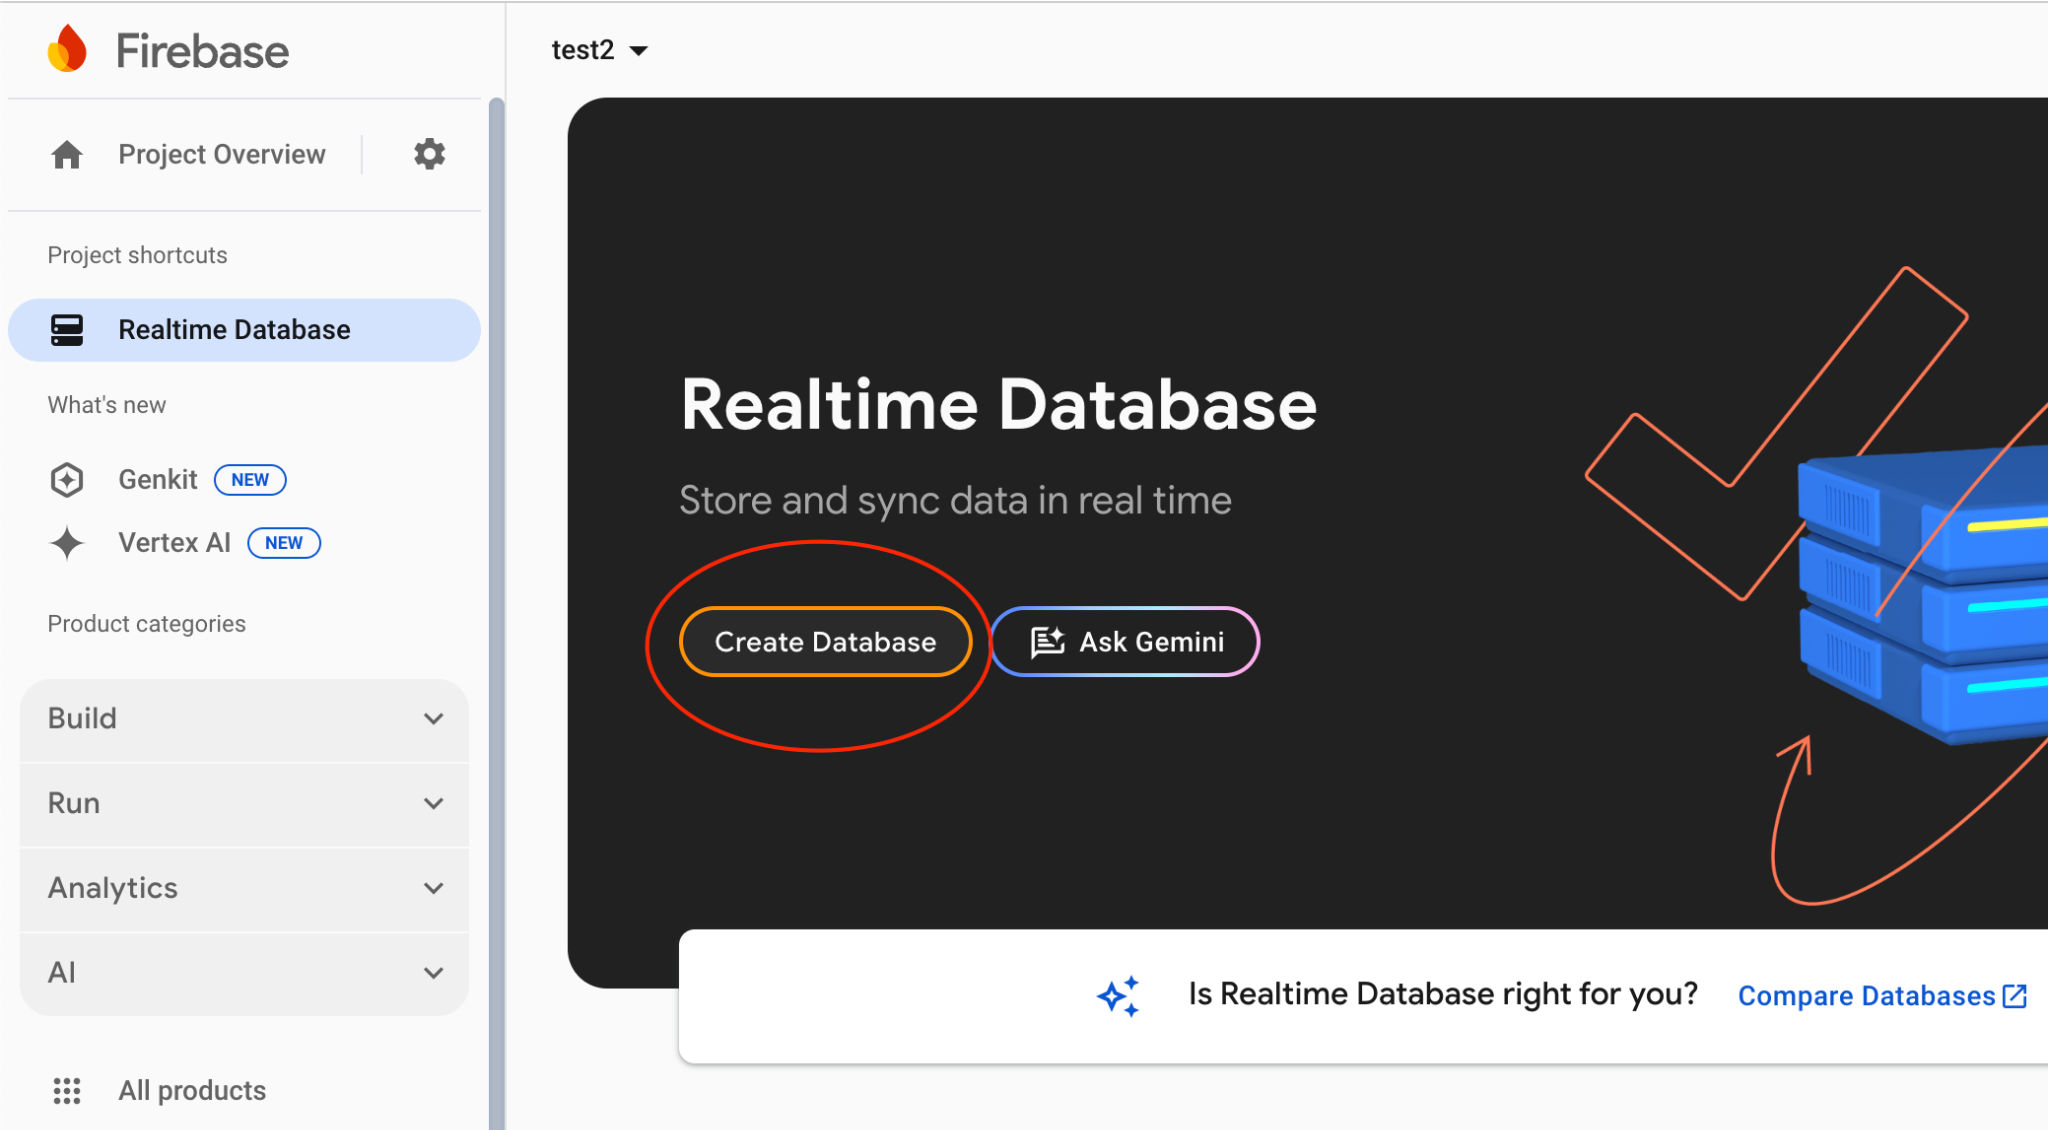 Firebase
Project Overview
Project shortcuts
Realtime Database
What's new
Genkit NEW
Vertex AI NEW
Product categories
Build
Run
Analytics
AI
All products
test2
Realtime Database
Store and sync data in real time
Create Database
Ask Gemini
Is Realtime Database right for you? Compare Databases